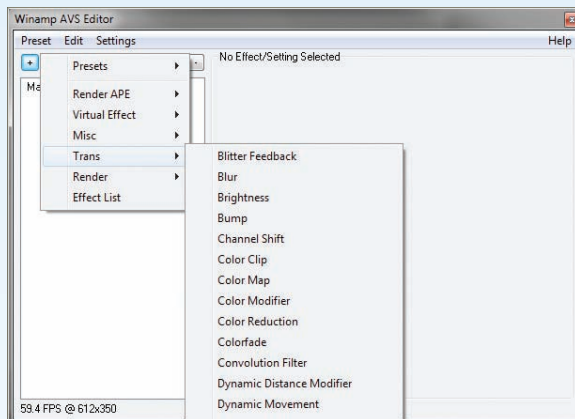 Winamp AVS Editor
Preset Edit Settings Help
+
No Effect/Setting Selected
Ma
Presets
Render APE
Virtual Effect
Misc
Trans
Render
Effect List
Blitter Feedback
Blur
Brightness
Bump
Channel Shift
Color Clip
Color Map
Color Modifier
Color Reduction
Colorfade
Convolution Filter
Dynamic Distance Modifier
Dynamic Movement
59.4 FPS @ 612x350